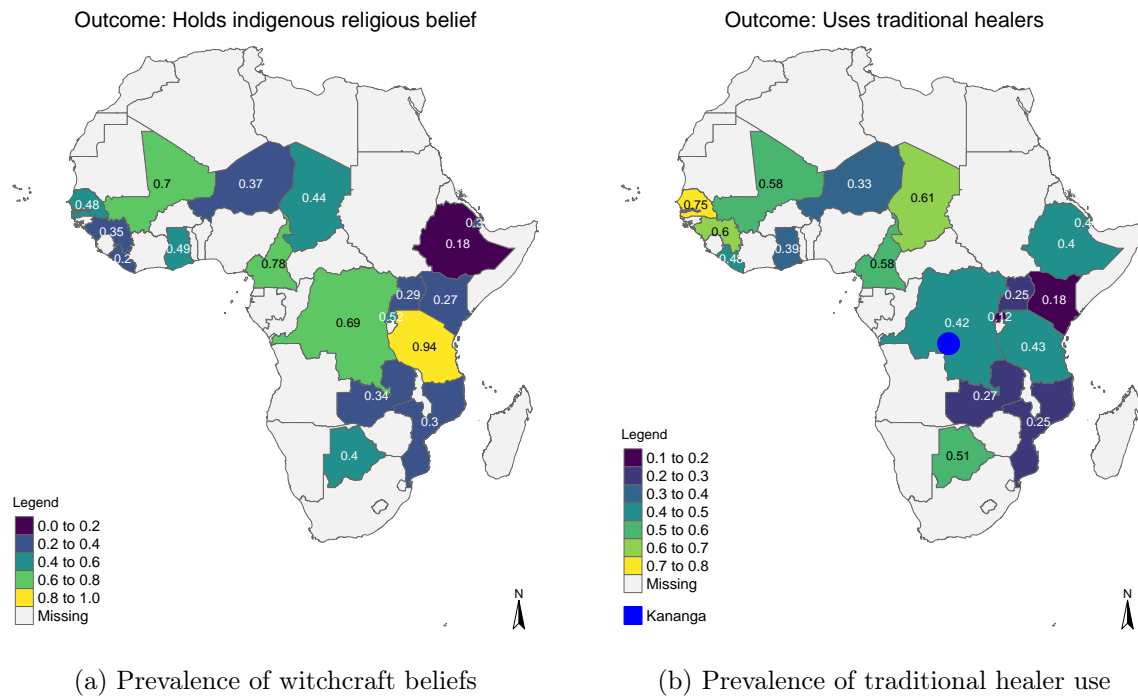 Outcome: Holds indigenous religious belief
0.7
0.37
0.44
0.48
0.35
0.2
0.49
0.78
0.3
0.18
0.29
0.27
0.52
0.69
0.94
0.34
0.3
0.4
Legend
0.0 to 0.2
0.2 to 0.4
0.4 to 0.6
0.6 to 0.8
0.8 to 1.0
Missing
N
(a) Prevalence of witchcraft beliefs
Outcome: Uses traditional healers
0.58
0.33
0.61
0.75
0.6
0.48
0.39
0.58
0.4
0.4
0.25
0.18
0.12
0.42
0.43
0.27
0.25
0.51
Legend
0.1 to 0.2
0.2 to 0.3
0.3 to 0.4
0.4 to 0.5
0.5 to 0.6
0.6 to 0.7
0.7 to 0.8
Missing
Kananga
N
(b) Prevalence of traditional healer use